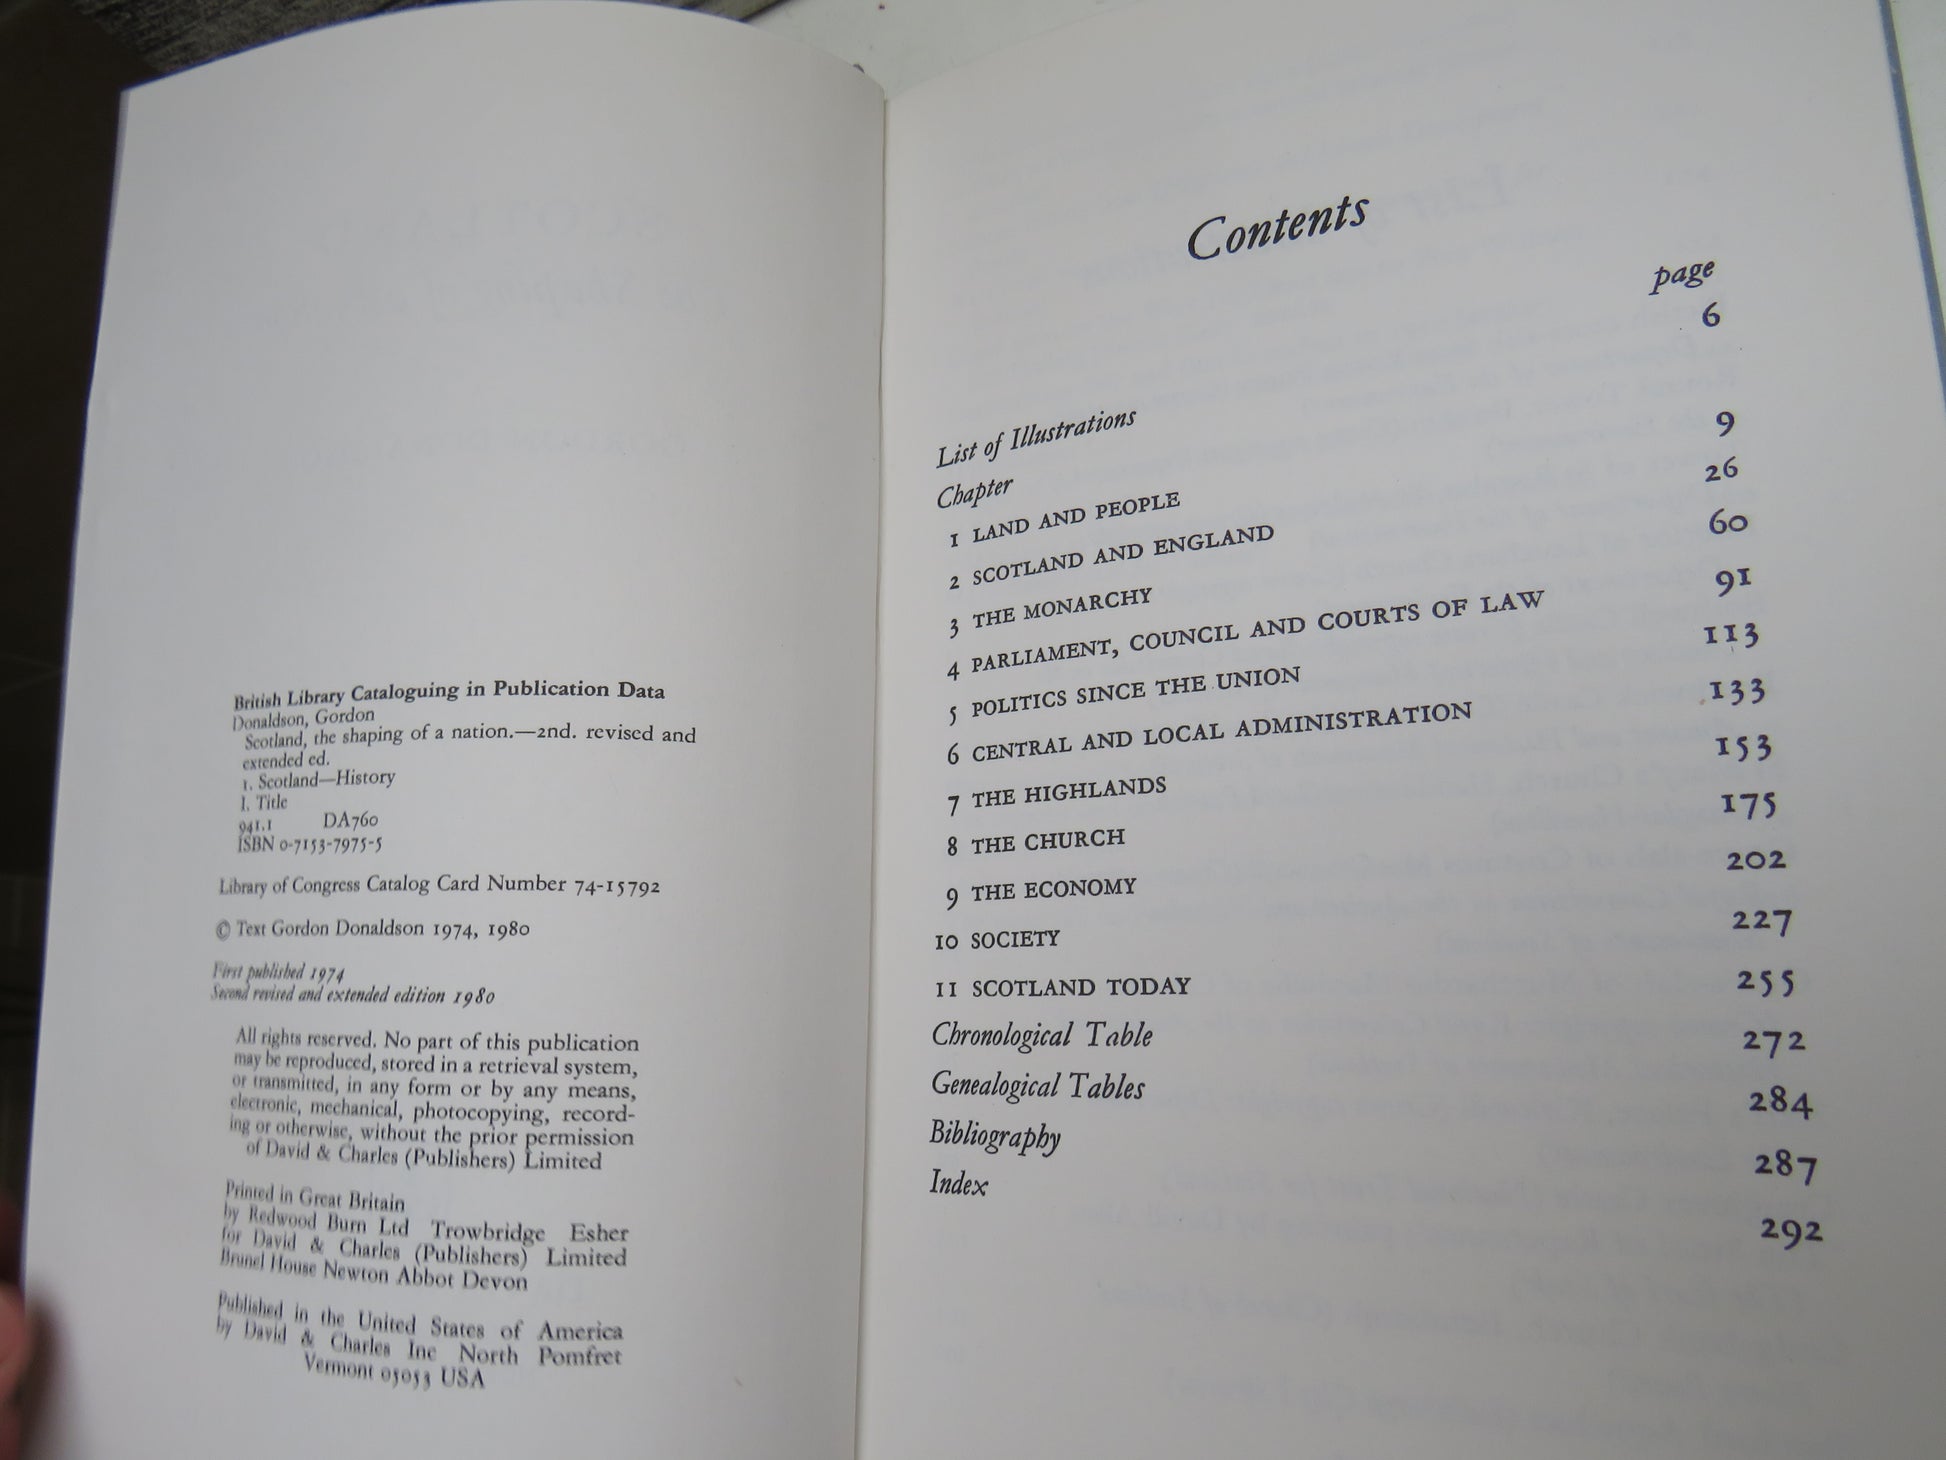 British Library Cataloguing in Publication Data
Donaldson, Gordon
Scotland, the shaping of a nation.—2nd. revised and
extended ed.
1. Scotland—History
I. Title
941.1 DA760
ISBN 0-7153-7975-5
Library of Congress Catalog Card Number 74-15792
© Text Gordon Donaldson 1974, 1980
First published 1974
Second revised and extended edition 1980
All rights reserved. No part of this publication
may be reproduced, stored in a retrieval system,
or transmitted, in any form or by any means,
electronic, mechanical, photocopying, record-
ing or otherwise, without the prior permission
of David & Charles (Publishers) Limited
Printed in Great Britain
by Redwood Burn Ltd Trowbridge Esher
for David & Charles (Publishers) Limited
Brunel House Newton Abbot Devon
Published in the United States of America
by David & Charles Inc North Pomfret
Vermont 05053 USA
Contents
page
List of Illustrations 6
Chapter
1 LAND AND PEOPLE 9
2 SCOTLAND AND ENGLAND 26
3 THE MONARCHY 60
4 PARLIAMENT, COUNCIL AND COURTS OF LAW 91
5 POLITICS SINCE THE UNION 113
6 CENTRAL AND LOCAL ADMINISTRATION 133
7 THE HIGHLANDS 153
8 THE CHURCH 175
9 THE ECONOMY 202
10 SOCIETY 227
11 SCOTLAND TODAY 255
Chronological Table 272
Genealogical Tables 284
Bibliography 287
Index 292